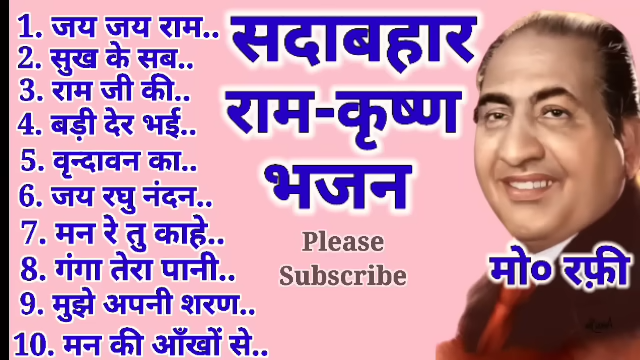 1. जय जय राम..
2. सुख के सब..
3. राम जी की..
4. बड़ी देर भई..
5. वृन्दावन का..
6. जय रघु नंदन..
7. मन रे तु काहे..
8. गंगा तेरा पानी..
9. मुझे अपनी शरण..
10. मन की आँखों से..
सदाबहार
राम-कृष्ण
भजन
Please
Subscribe
मो० रफ़ी